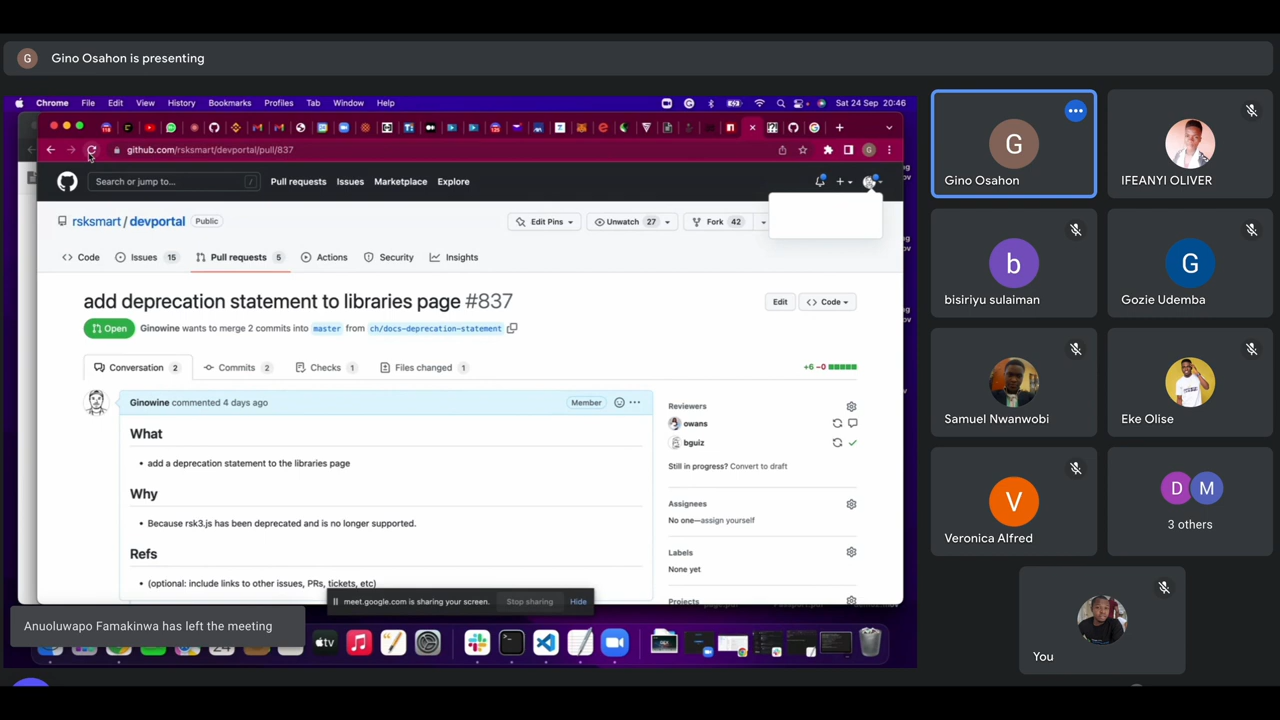 G Gino Osahon is presenting
Chrome File Edit View History Bookmarks Profiles Tab Window Help Sat 24 Sep 20:46
github.com/rsksmart/devportal/pull/837 G
Search or jump to... / Pull requests Issues Marketplace Explore
rsksmart / devportal Public Edit Pins Unwatch 27 Fork 42
Code Issues 15 Pull requests 5 Actions Security Insights
add deprecation statement to libraries page #837 Edit Code
Open Ginowine wants to merge 2 commits into master from ch/docs-deprecation-statement
Conversation 2 Commits 2 Checks 1 Files changed 1 +6 −0
Ginowine commented 4 days ago Member
What
• add a deprecation statement to the libraries page
Why
• Because rsk3.js has been deprecated and is no longer supported.
Refs
• (optional: include links to other issues, PRs, tickets, etc)
Reviewers
owans
bguiz
Still in progress? Convert to draft
Assignees
No one—assign yourself
Labels
None yet
Projects
meet.google.com is sharing your screen. Stop sharing Hide
Anuoluwapo Famakinwa has left the meeting
tv
G
Gino Osahon
IFEANYI OLIVER
b
bisiriyu sulaiman
G
Gozie Udemba
Samuel Nwanwobi
Eke Olise
V
Veronica Alfred
D M
3 others
You